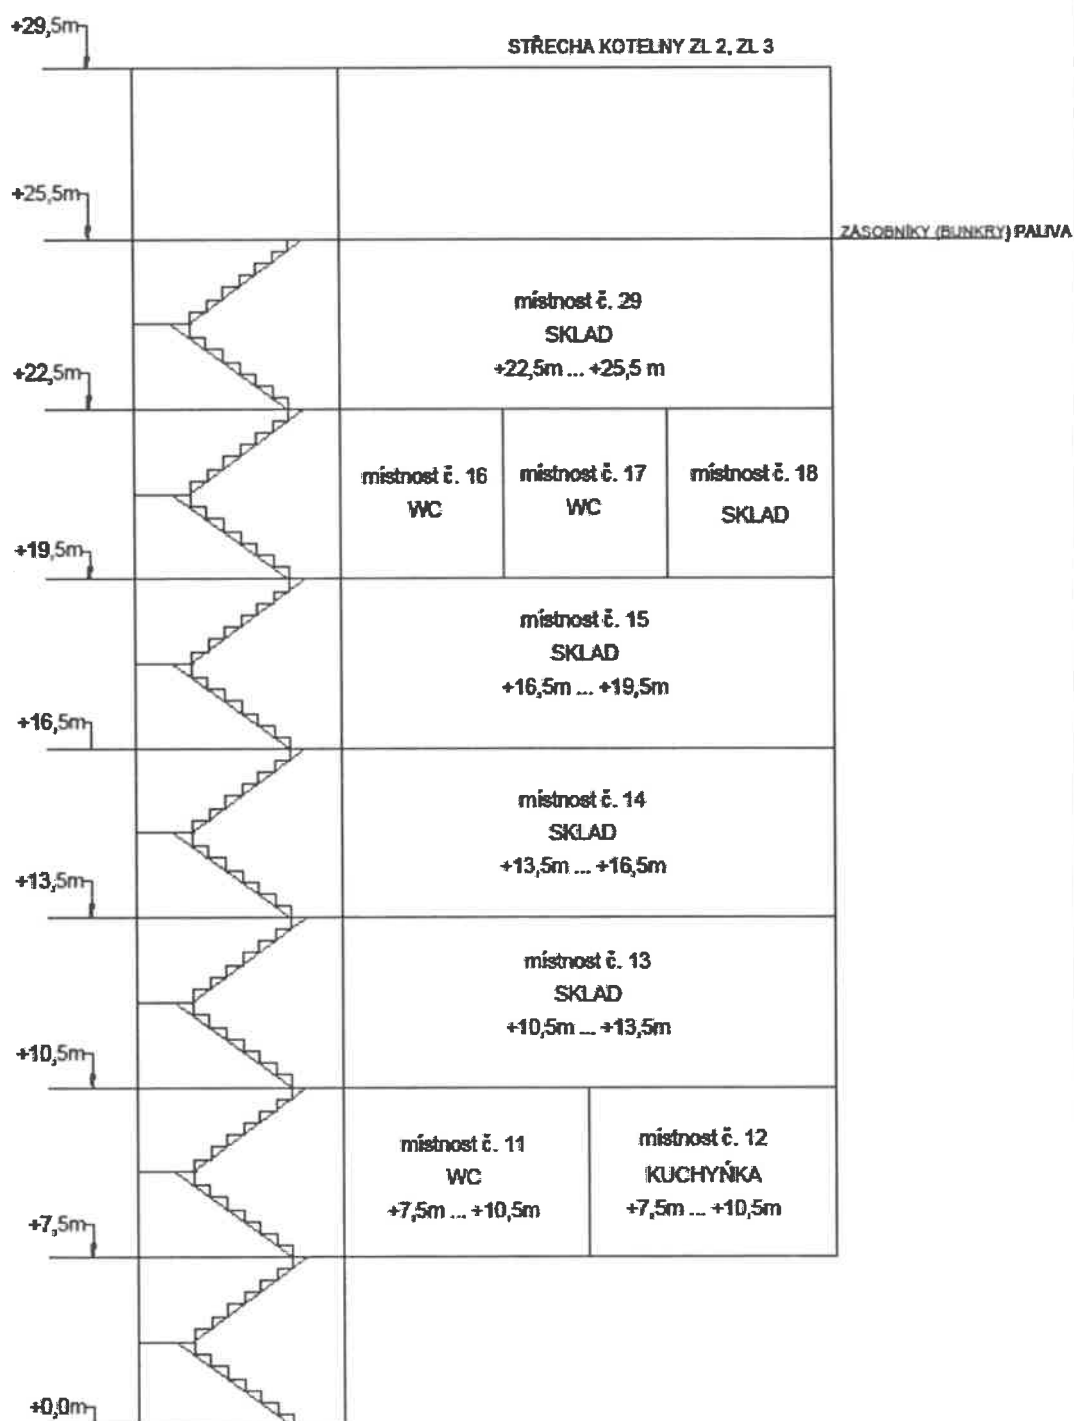 +29,5m
STŘECHA KOTELNY ZL 2, ZL 3
+25,5m
ZÁSOBNÍKY (BUNKRY) PALIVA
místnost č. 29
SKLAD
+22,5m ... +25,5 m
+22,5m
místnost č. 16
WC
místnost č. 17
WC
místnost č. 18
SKLAD
+19,5m
místnost č. 15
SKLAD
+16,5m ... +19,5m
+16,5m
místnost č. 14
SKLAD
+13,5m ... +16,5m
+13,5m
místnost č. 13
SKLAD
+10,5m ... +13,5m
+10,5m
místnost č. 11
WC
+7,5m ... +10,5m
místnost č. 12
KUCHYŇKA
+7,5m ... +10,5m
+7,5m
+0,0m